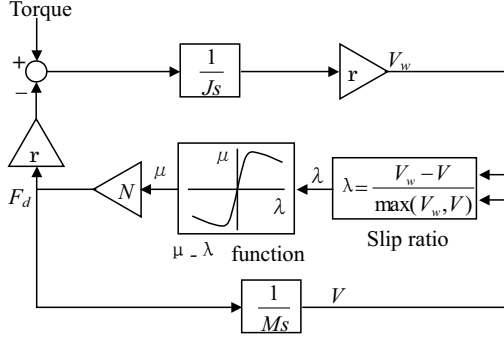 Torque
+
−
1
Js
r
V_w
r
F_d
N
μ
μ
λ
λ
λ = V_w − V
max(V_w, V)
μ - λ function
Slip ratio
1
Ms
V